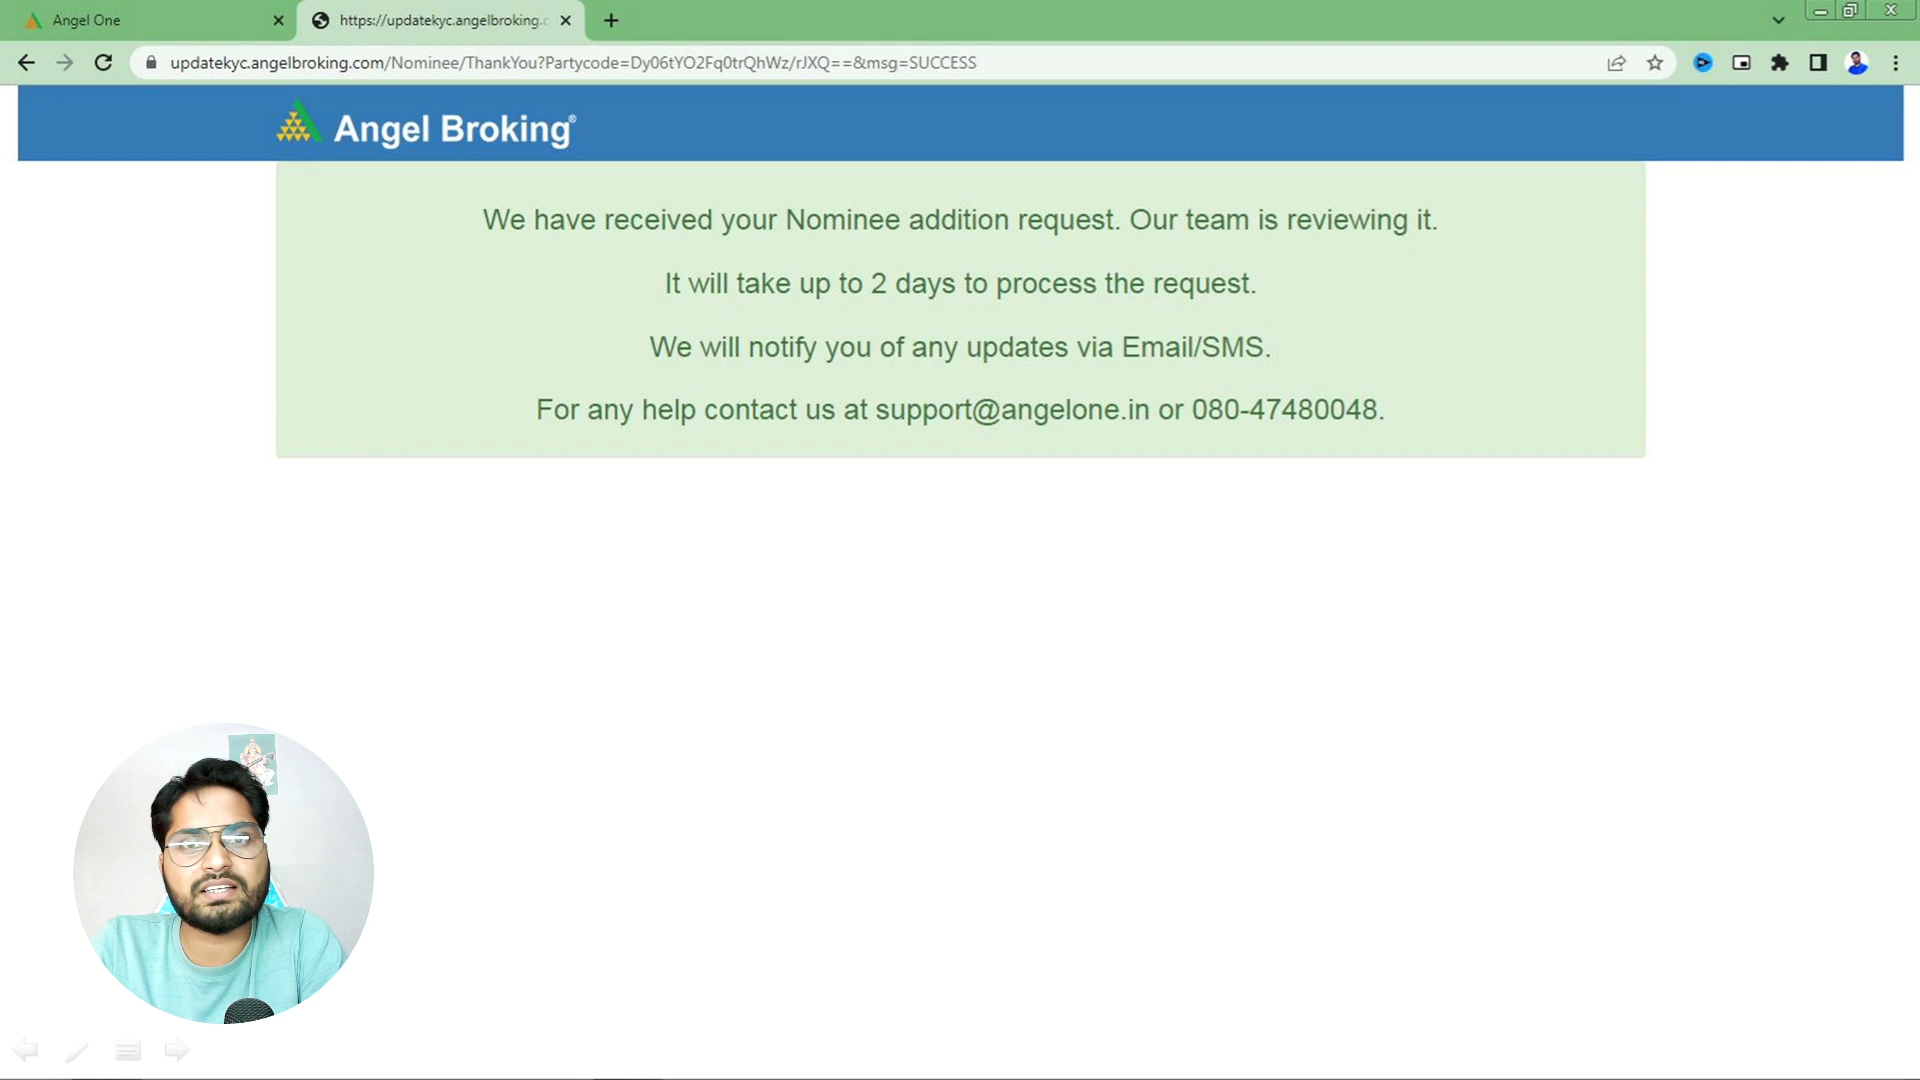 Angel One
https://updatekyc.angelbroking.c
updatekyc.angelbroking.com/Nominee/ThankYou?Partycode=Dy06tYO2Fq0trQhWz/rJXQ==&msg=SUCCESS
Angel Broking®
We have received your Nominee addition request. Our team is reviewing it.
It will take up to 2 days to process the request.
We will notify you of any updates via Email/SMS.
For any help contact us at support@angelone.in or 080-47480048.